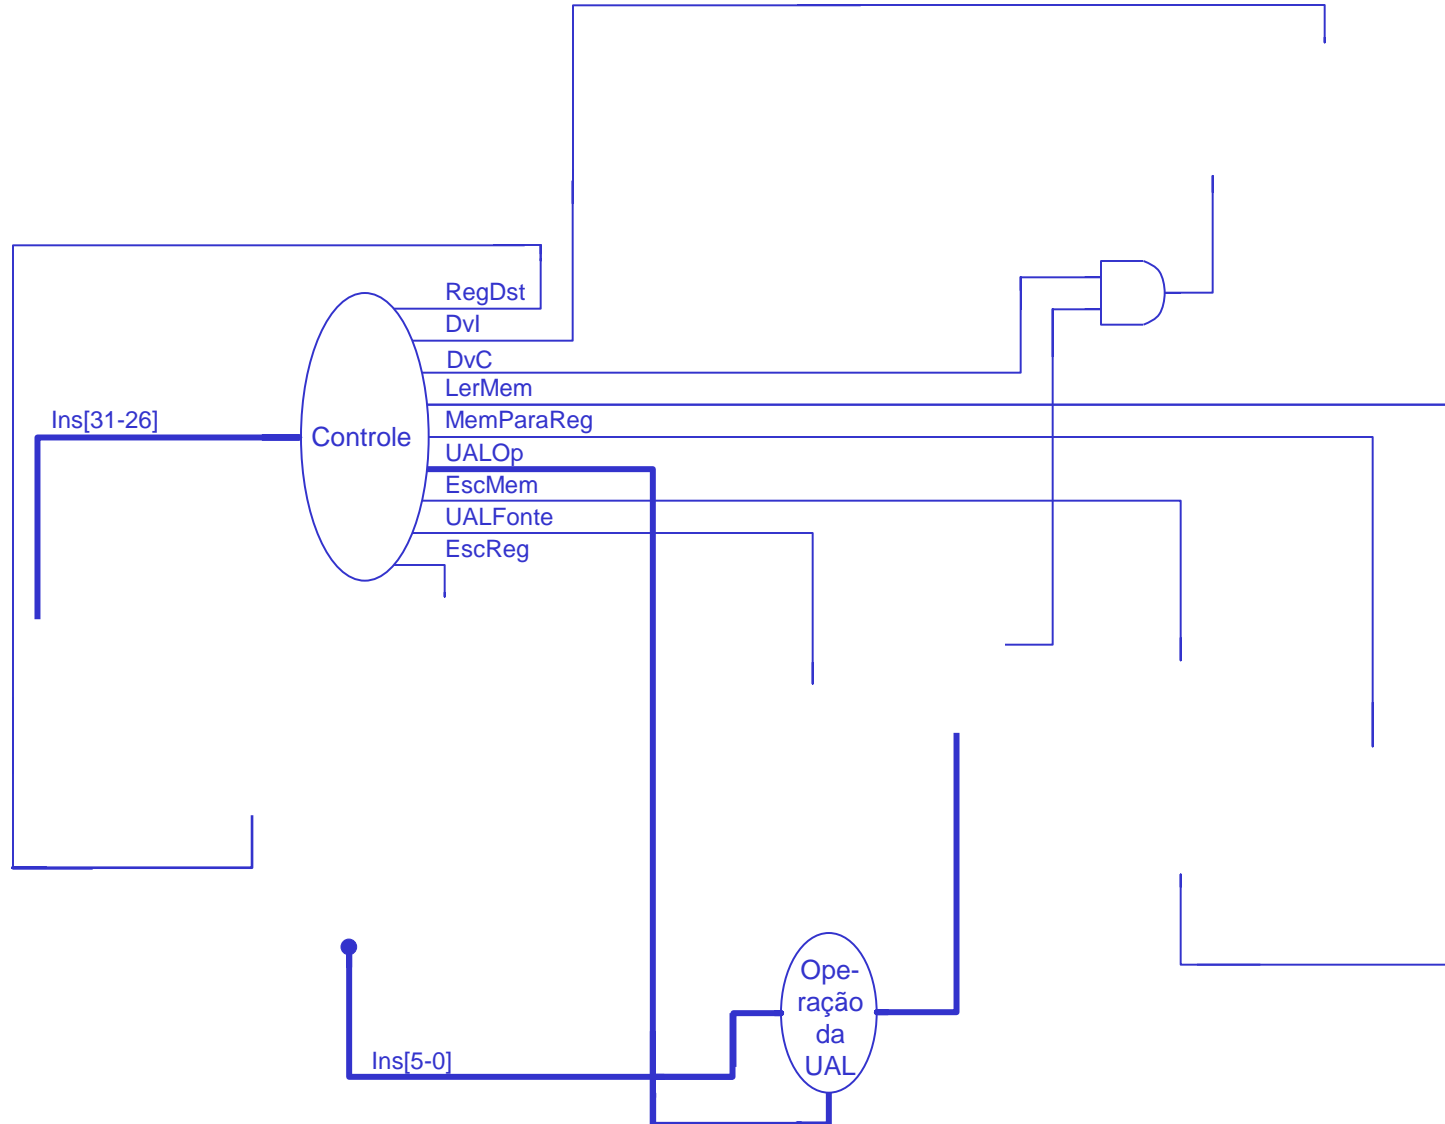 RegDst
DvI
DvC
LerMem
MemParaReg
UALOp
EscMem
UALFonte
EscReg
Ins[31-26]
Controle
Ope-
ração
da
UAL
Ins[5-0]